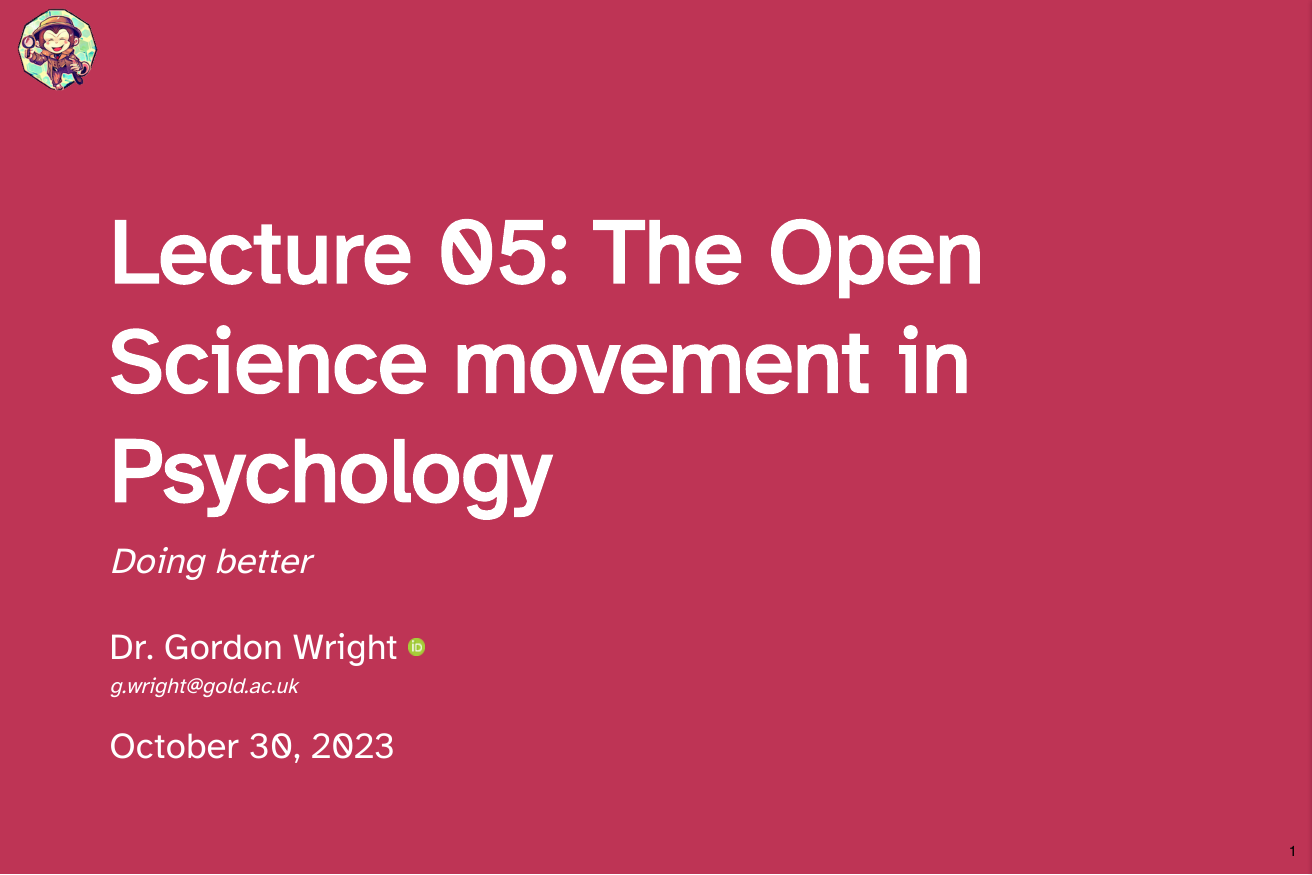 Lecture 05: The Open
Science movement in
Psychology
Doing better
Dr. Gordon Wright iD
g.wright@gold.ac.uk
October 30, 2023
1